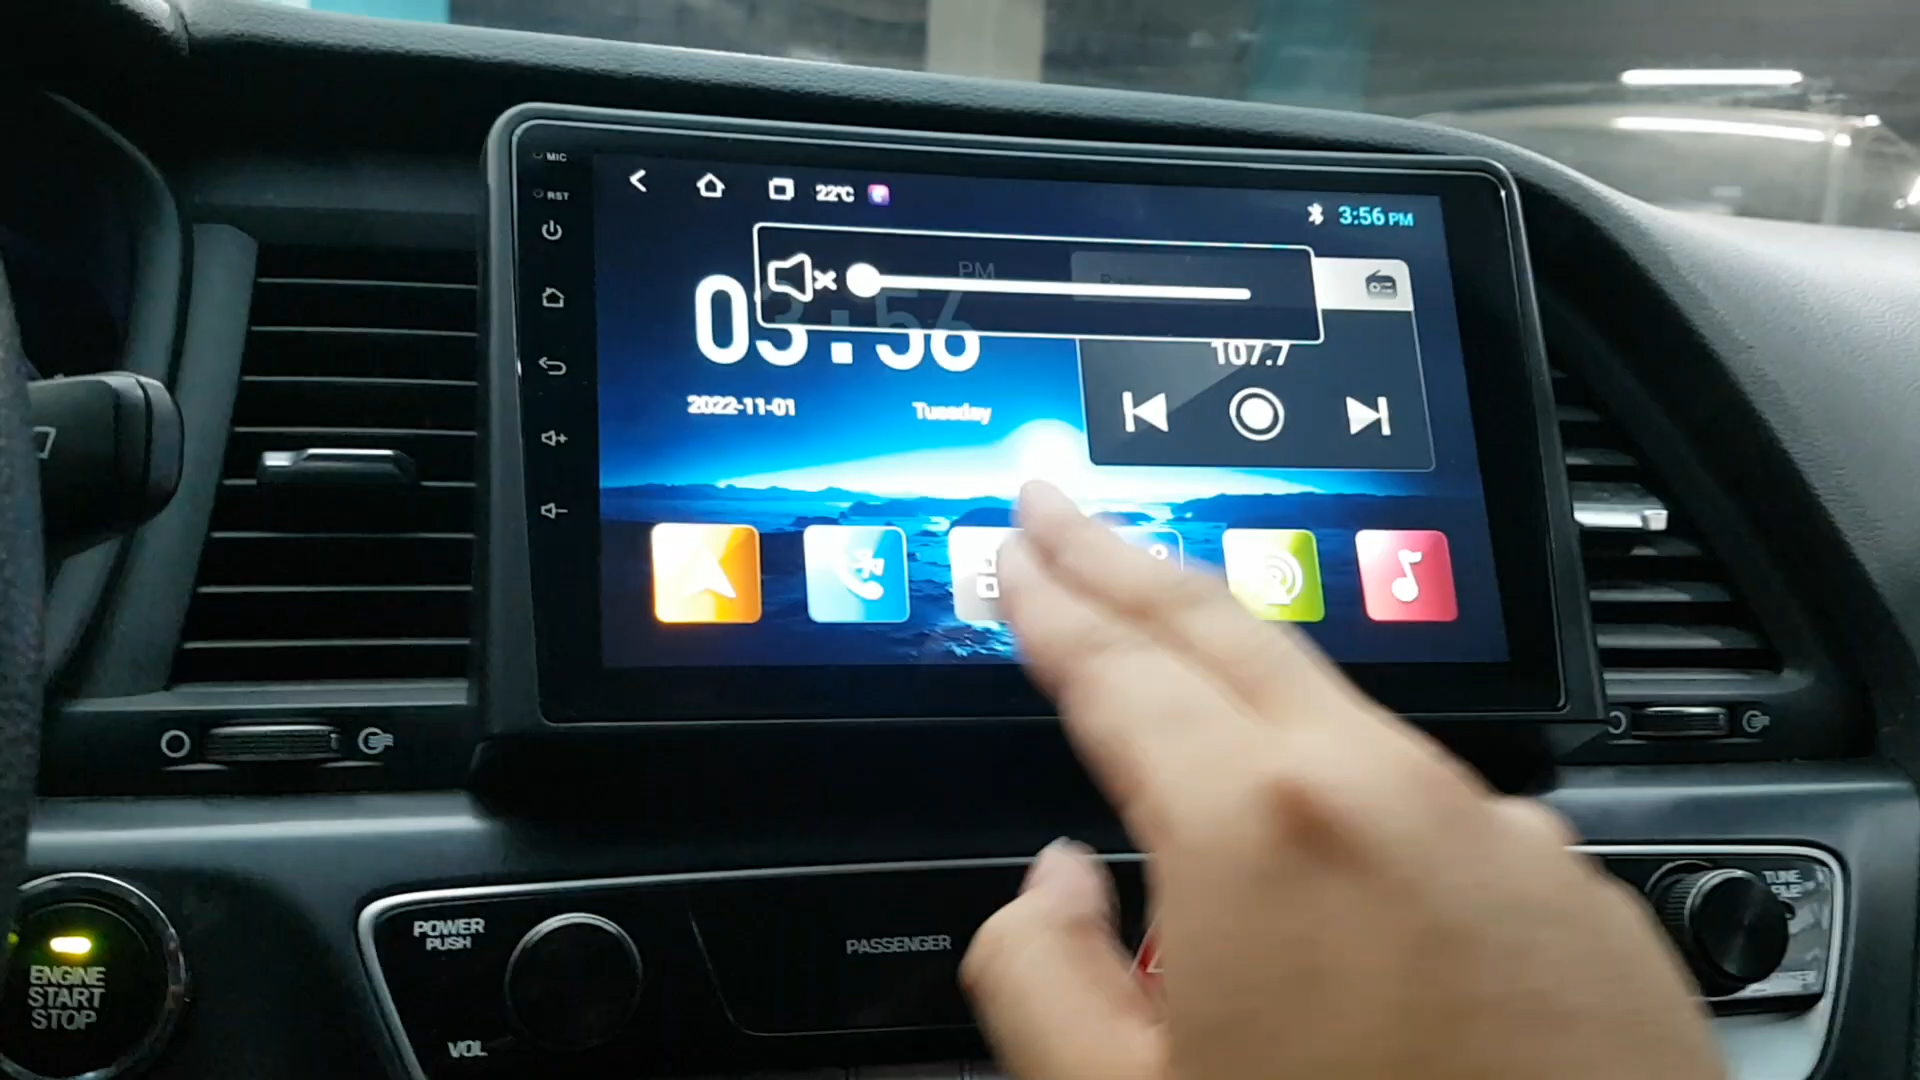 MIC
RST
22°C
3:56 PM
PM
03:56
107.7
2022-11-01
Tuesday
POWER
PUSH
VOL
PASSENGER
TUNE
FILE
ENGINE
START
STOP